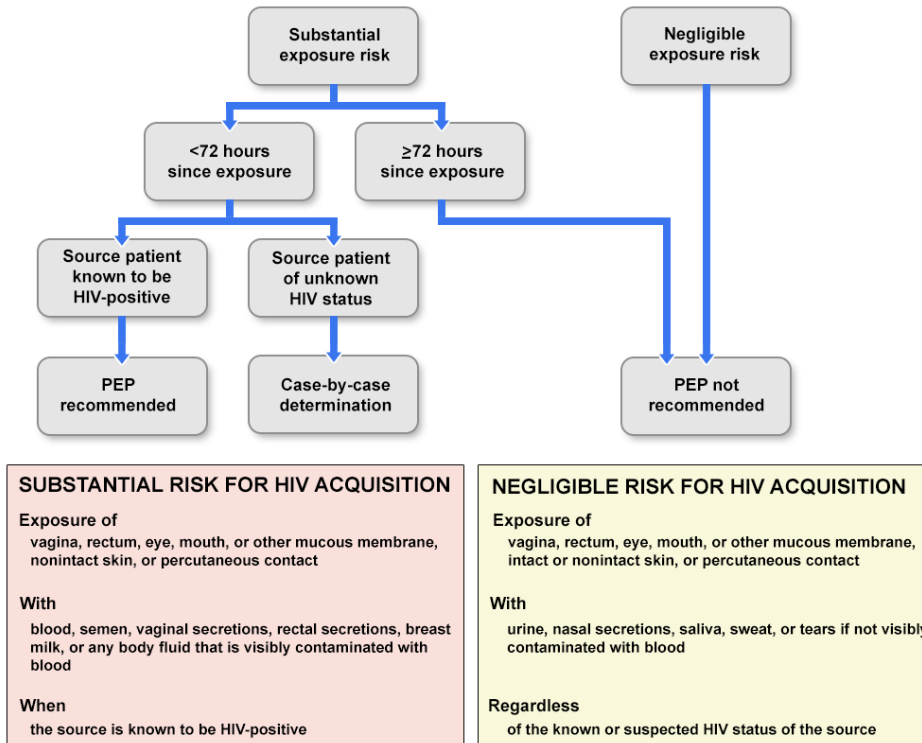 Substantial
exposure risk
Negligible
exposure risk
<72 hours
since exposure
≥72 hours
since exposure
Source patient
known to be
HIV-positive
Source patient
of unknown
HIV status
PEP
recommended
Case-by-case
determination
PEP not
recommended
SUBSTANTIAL RISK FOR HIV ACQUISITION
Exposure of
vagina, rectum, eye, mouth, or other mucous membrane,
nonintact skin, or percutaneous contact
With
blood, semen, vaginal secretions, rectal secretions, breast
milk, or any body fluid that is visibly contaminated with
blood
When
the source is known to be HIV-positive
NEGLIGIBLE RISK FOR HIV ACQUISITION
Exposure of
vagina, rectum, eye, mouth, or other mucous membrane,
intact or nonintact skin, or percutaneous contact
With
urine, nasal secretions, saliva, sweat, or tears if not visibly
contaminated with blood
Regardless
of the known or suspected HIV status of the source